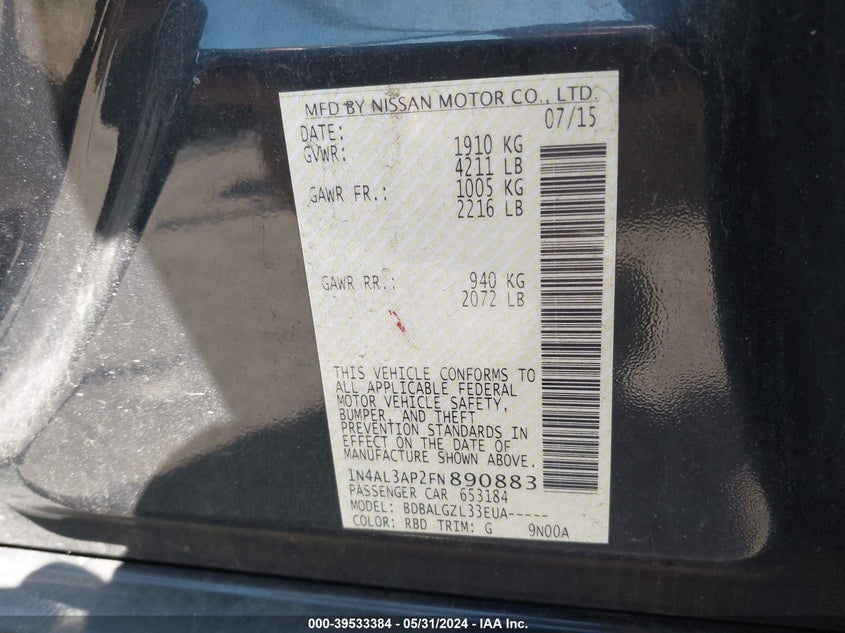 MFD BY NISSAN MOTOR CO., LTD.
DATE: 07/15
GVWR: 1910 KG
4211 LB
GAWR FR.: 1005 KG
2216 LB
GAWR RR.: 940 KG
2072 LB
THIS VEHICLE CONFORMS TO
ALL APPLICABLE FEDERAL
MOTOR VEHICLE SAFETY,
BUMPER, AND THEFT
PREVENTION STANDARDS IN
EFFECT ON THE DATE OF
MANUFACTURE SHOWN ABOVE.
1N4AL3AP2FN890883
PASSENGER CAR 653184
MODEL: BDBALGZL33EUA-----
COLOR: RBD TRIM: G 9N00A
000-39533384 - 05/31/2024 - IAA Inc.